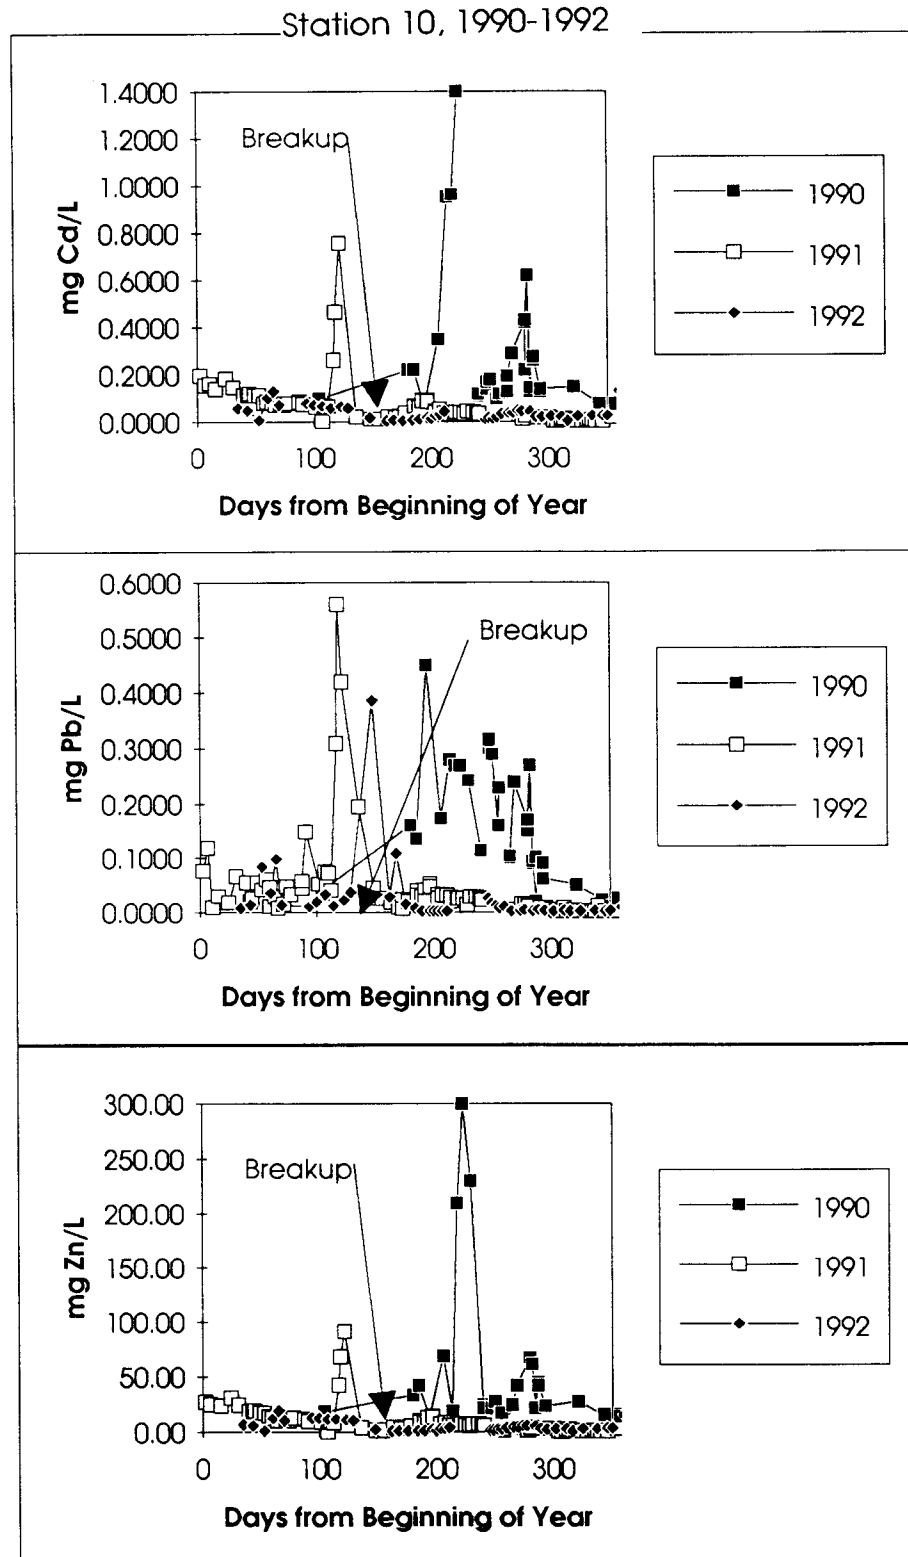 Station 10, 1990-1992
1.4000
1.2000
1.0000
0.8000
0.6000
0.4000
0.2000
0.0000
mg Cd/L
Breakup
0 100 200 300
Days from Beginning of Year
1990
1991
1992
0.6000
0.5000
0.4000
0.3000
0.2000
0.1000
0.0000
mg Pb/L
Breakup
0 100 200 300
Days from Beginning of Year
1990
1991
1992
300.00
250.00
200.00
150.00
100.00
50.00
0.00
mg Zn/L
Breakup
0 100 200 300
Days from Beginning of Year
1990
1991
1992